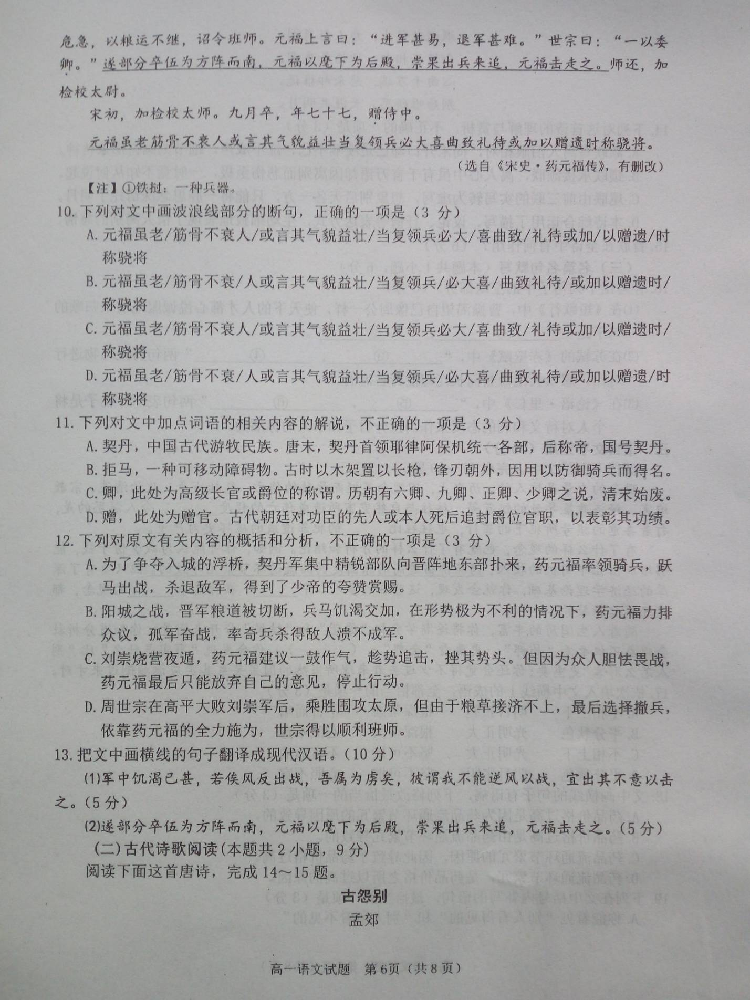 危急，以粮运不继，诏令班师。元福上言曰：“进军甚易，退军甚难。”世宗曰：“一以委
卿。”遂部分卒伍为方阵而南，元福以麾下为后殿，崇果出兵来追，元福击走之。师还，加
检校太尉。
宋初，加检校太师。九月卒，年七十七，赠侍中。
元福虽老筋骨不衰人或言其气貌益壮当复领兵必大喜曲致礼待或加以赠遗时称骁将。
（选自《宋史·药元福传》，有删改）
【注】①铁挝：一种兵器。
10. 下列对文中画波浪线部分的断句，正确的一项是（3 分）
A. 元福虽老/筋骨不衰人/或言其气貌益壮/当复领兵必大/喜曲致/礼待或加/以赠遗/时
称骁将
B. 元福虽老/筋骨不衰/人或言其气貌益壮/当复领兵/必大喜/曲致礼待/或加以赠遗时/
称骁将
C. 元福虽老/筋骨不衰人/或言其气貌益壮/当复领兵必大/喜曲致/礼待或加/以赠遗时/
称骁将
D. 元福虽老/筋骨不衰/人或言其气貌益壮/当复领兵/必大喜/曲致礼待/或加以赠遗/时
称骁将
11. 下列对文中加点词语的相关内容的解说，不正确的一项是（3 分）
A. 契丹，中国古代游牧民族。唐末，契丹首领耶律阿保机统一各部，后称帝，国号契丹。
B. 拒马，一种可移动障碍物。古时以木架置以长枪，锋刃朝外，因用以防御骑兵而得名。
C. 卿，此处为高级长官或爵位的称谓。历朝有六卿、九卿、正卿、少卿之说，清末始废。
D. 赠，此处为赠官。古代朝廷对功臣的先人或本人死后追封爵位官职，以表彰其功绩。
12. 下列对原文有关内容的概括和分析，不正确的一项是（3 分）
A. 为了争夺入城的浮桥，契丹军集中精锐部队向晋阵地东部扑来，药元福率领骑兵，跃
马出战，杀退敌军，得到了少帝的夸赞赏赐。
B. 阳城之战，晋军粮道被切断，兵马饥渴交加，在形势极为不利的情况下，药元福力排
众议，孤军奋战，率奇兵杀得敌人溃不成军。
C. 刘崇烧营夜遁，药元福建议一鼓作气，趁势追击，挫其势头。但因为众人胆怯畏战，
药元福最后只能放弃自己的意见，停止行动。
D. 周世宗在高平大败刘崇军后，乘胜围攻太原，但由于粮草接济不上，最后选择撤兵，
依靠药元福的全力施为，世宗得以顺利班师。
13. 把文中画横线的句子翻译成现代汉语。（10 分）
⑴军中饥渴已甚，若俟风反出战，吾属为虏矣，彼谓我不能逆风以战，宜出其不意以击
之。（5 分）
⑵遂部分卒伍为方阵而南，元福以麾下为后殿，崇果出兵来追，元福击走之。（5 分）
(二)古代诗歌阅读(本题共 2 小题，9 分)
阅读下面这首唐诗，完成 14～15 题。
古怨别
孟郊
高一语文试题 第 6页（共 8 页）